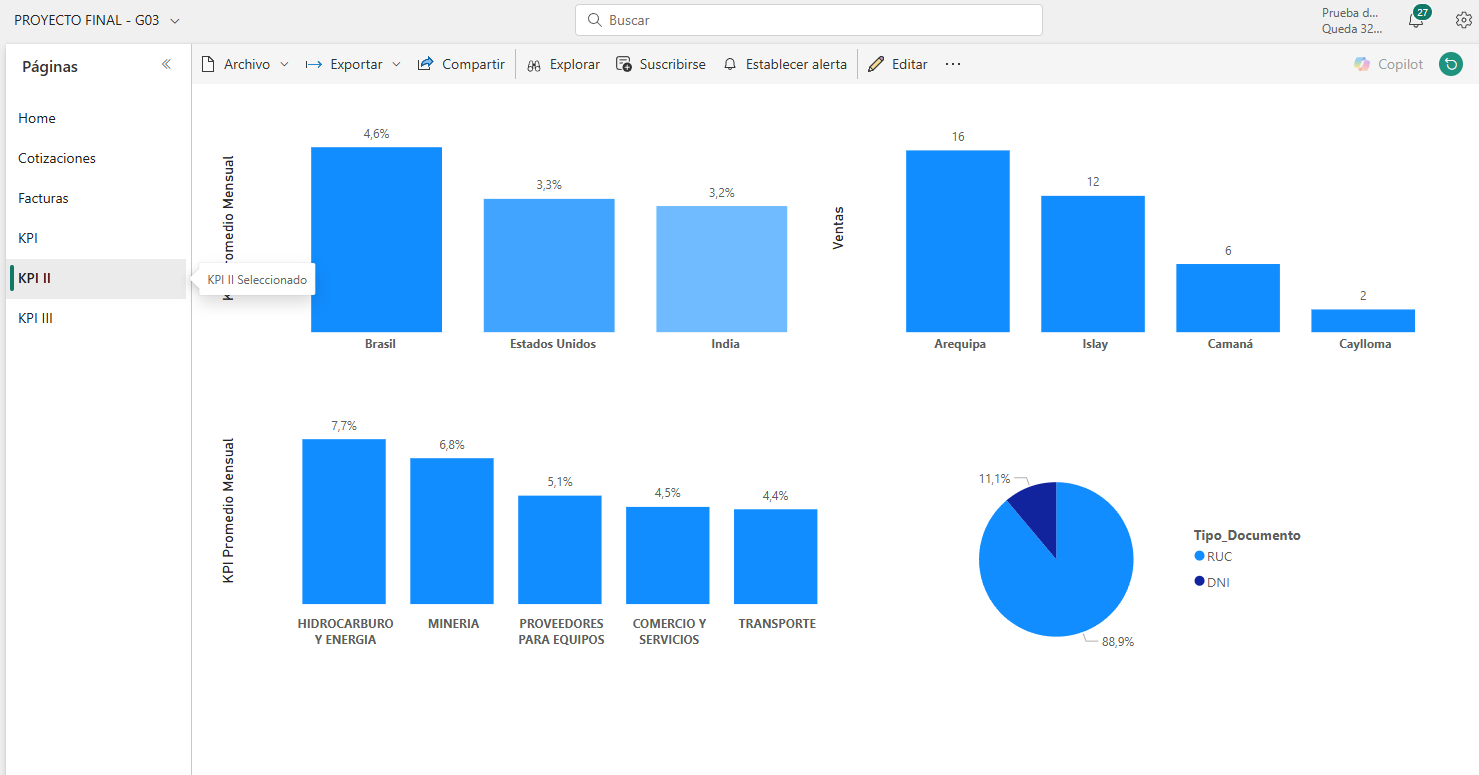 PROYECTO FINAL - G03
Buscar
Prueba d...
Queda 32...
27
Páginas
Archivo
Exportar
Compartir
Explorar
Suscribirse
Establecer alerta
Editar
Copilot
Home
Cotizaciones
Facturas
KPI
KPI II
KPI III
KPI II Seleccionado
romedio Mensual
4,6%
3,3%
3,2%
Brasil
Estados Unidos
India
Ventas
16
12
6
2
Arequipa
Islay
Camaná
Caylloma
KPI Promedio Mensual
7,7%
6,8%
5,1%
4,5%
4,4%
HIDROCARBURO
Y ENERGIA
MINERIA
PROVEEDORES
PARA EQUIPOS
COMERCIO Y
SERVICIOS
TRANSPORTE
11,1%
88,9%
Tipo_Documento
RUC
DNI